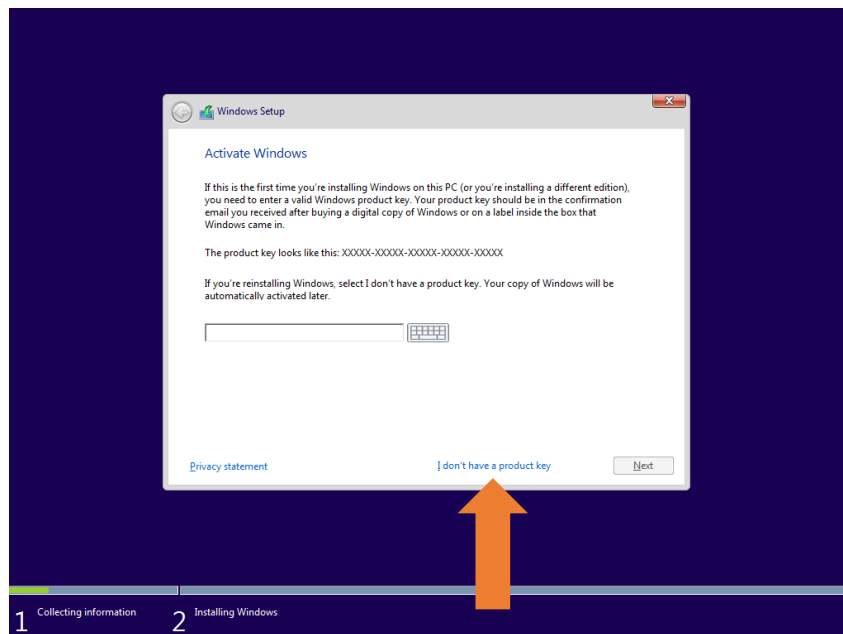 Windows Setup
Activate Windows
If this is the first time you're installing Windows on this PC (or you're installing a different edition),
you need to enter a valid Windows product key. Your product key should be in the confirmation
email you received after buying a digital copy of Windows or on a label inside the box that
Windows came in.
The product key looks like this: XXXXX-XXXXX-XXXXX-XXXXX-XXXXX
If you're reinstalling Windows, select I don't have a product key. Your copy of Windows will be
automatically activated later.
Privacy statement
I don't have a product key
Next
1 Collecting information
2 Installing Windows